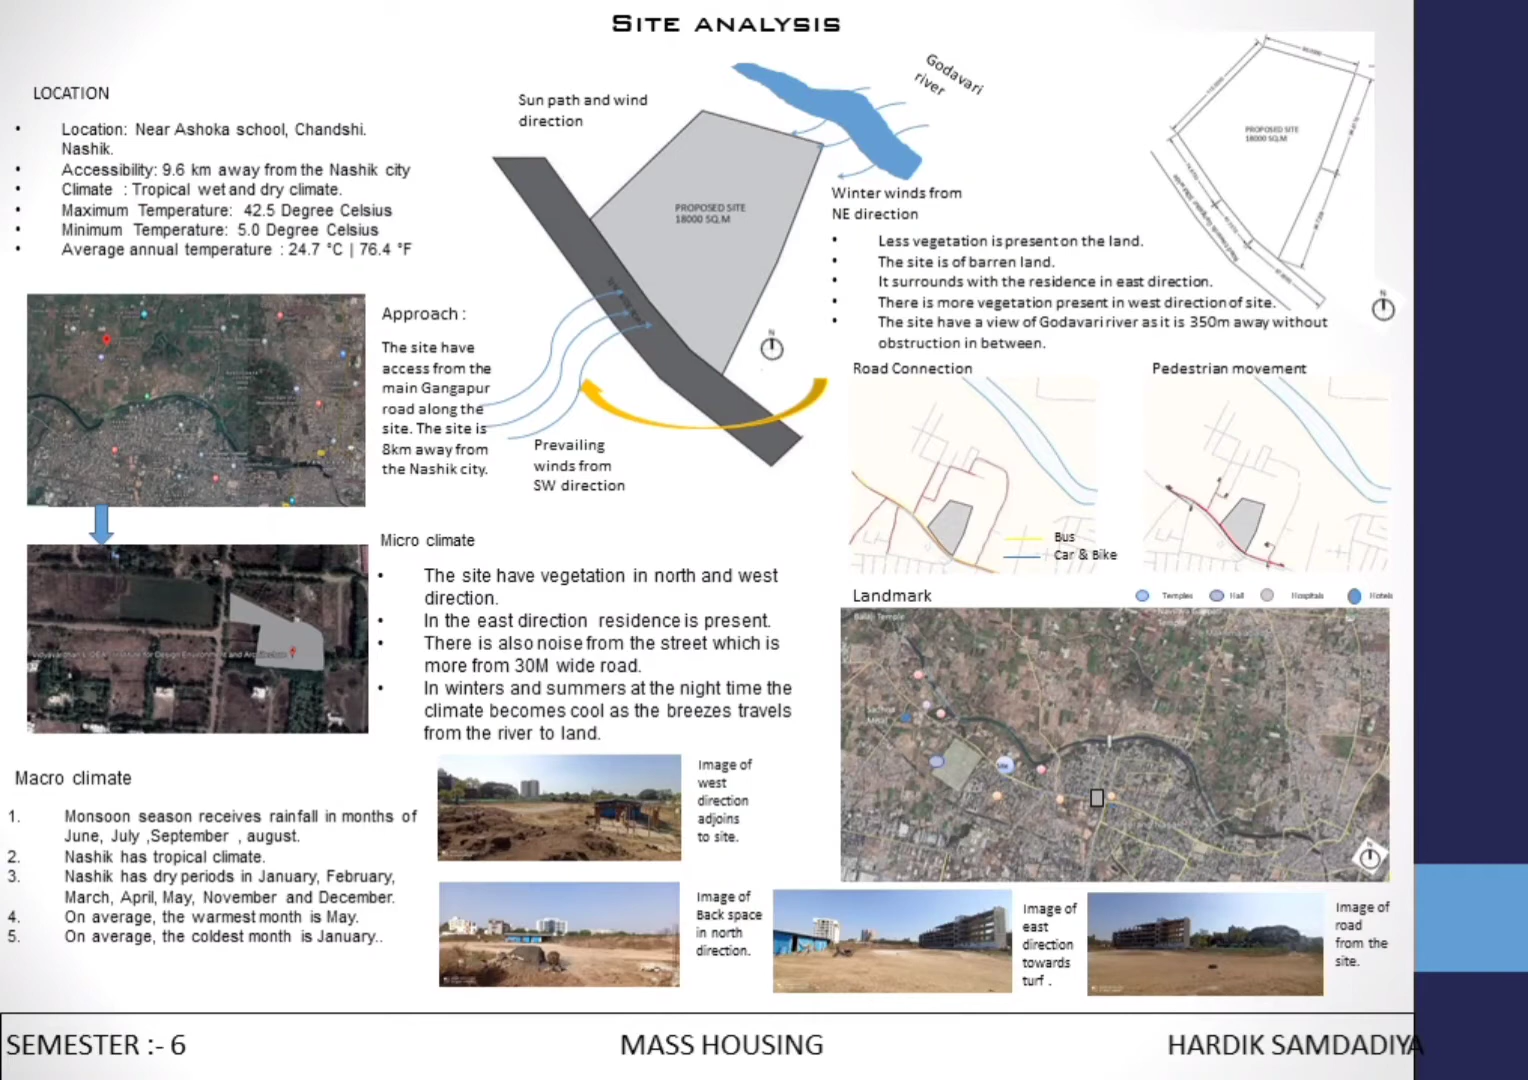 SITE ANALYSIS
LOCATION
• Location: Near Ashoka school, Chandshi.
Nashik.
• Accessibility: 9.6 km away from the Nashik city
• Climate : Tropical wet and dry climate.
• Maximum Temperature: 42.5 Degree Celsius
• Minimum Temperature: 5.0 Degree Celsius
• Average annual temperature : 24.7 °C | 76.4 °F
Sun path and wind
direction
Godavari
river
PROPOSED SITE
18000 SQ.M
PROPOSED SITE
18000 SQ.M
N
Winter winds from
NE direction
• Less vegetation is present on the land.
• The site is of barren land.
• It surrounds with the residence in east direction.
• There is more vegetation present in west direction of site.
• The site have a view of Godavari river as it is 350m away without
obstruction in between.
Approach :
The site have
access from the
main Gangapur
road along the
site. The site is
8km away from
the Nashik city.
N
Prevailing
winds from
SW direction
Road Connection
Pedestrian movement
Bus
Car & Bike
Micro climate
• The site have vegetation in north and west
direction.
• In the east direction residence is present.
• There is also noise from the street which is
more from 30M wide road.
• In winters and summers at the night time the
climate becomes cool as the breezes travels
from the river to land.
Landmark
Temples
Hall
Hospitals
Hotels
Balaji Temple
Site
N
Macro climate
1. Monsoon season receives rainfall in months of
June, July ,September , august.
2. Nashik has tropical climate.
3. Nashik has dry periods in January, February,
March, April, May, November and December.
4. On average, the warmest month is May.
5. On average, the coldest month is January..
Image of
west
direction
adjoins
to site.
Image of
Back space
in north
direction.
Image of
east
direction
towards
turf .
Image of
road
from the
site.
SEMESTER :- 6
MASS HOUSING
HARDIK SAMDADIYA